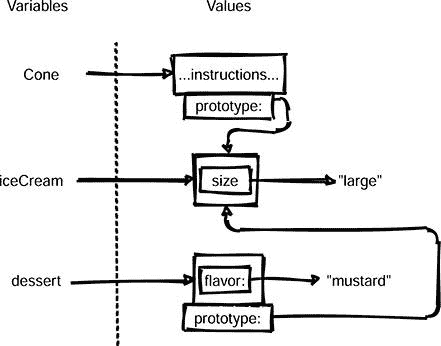 Variables Values
Cone ...instructions...
prototype:
iceCream size "large"
dessert flavor: "mustard"
prototype: